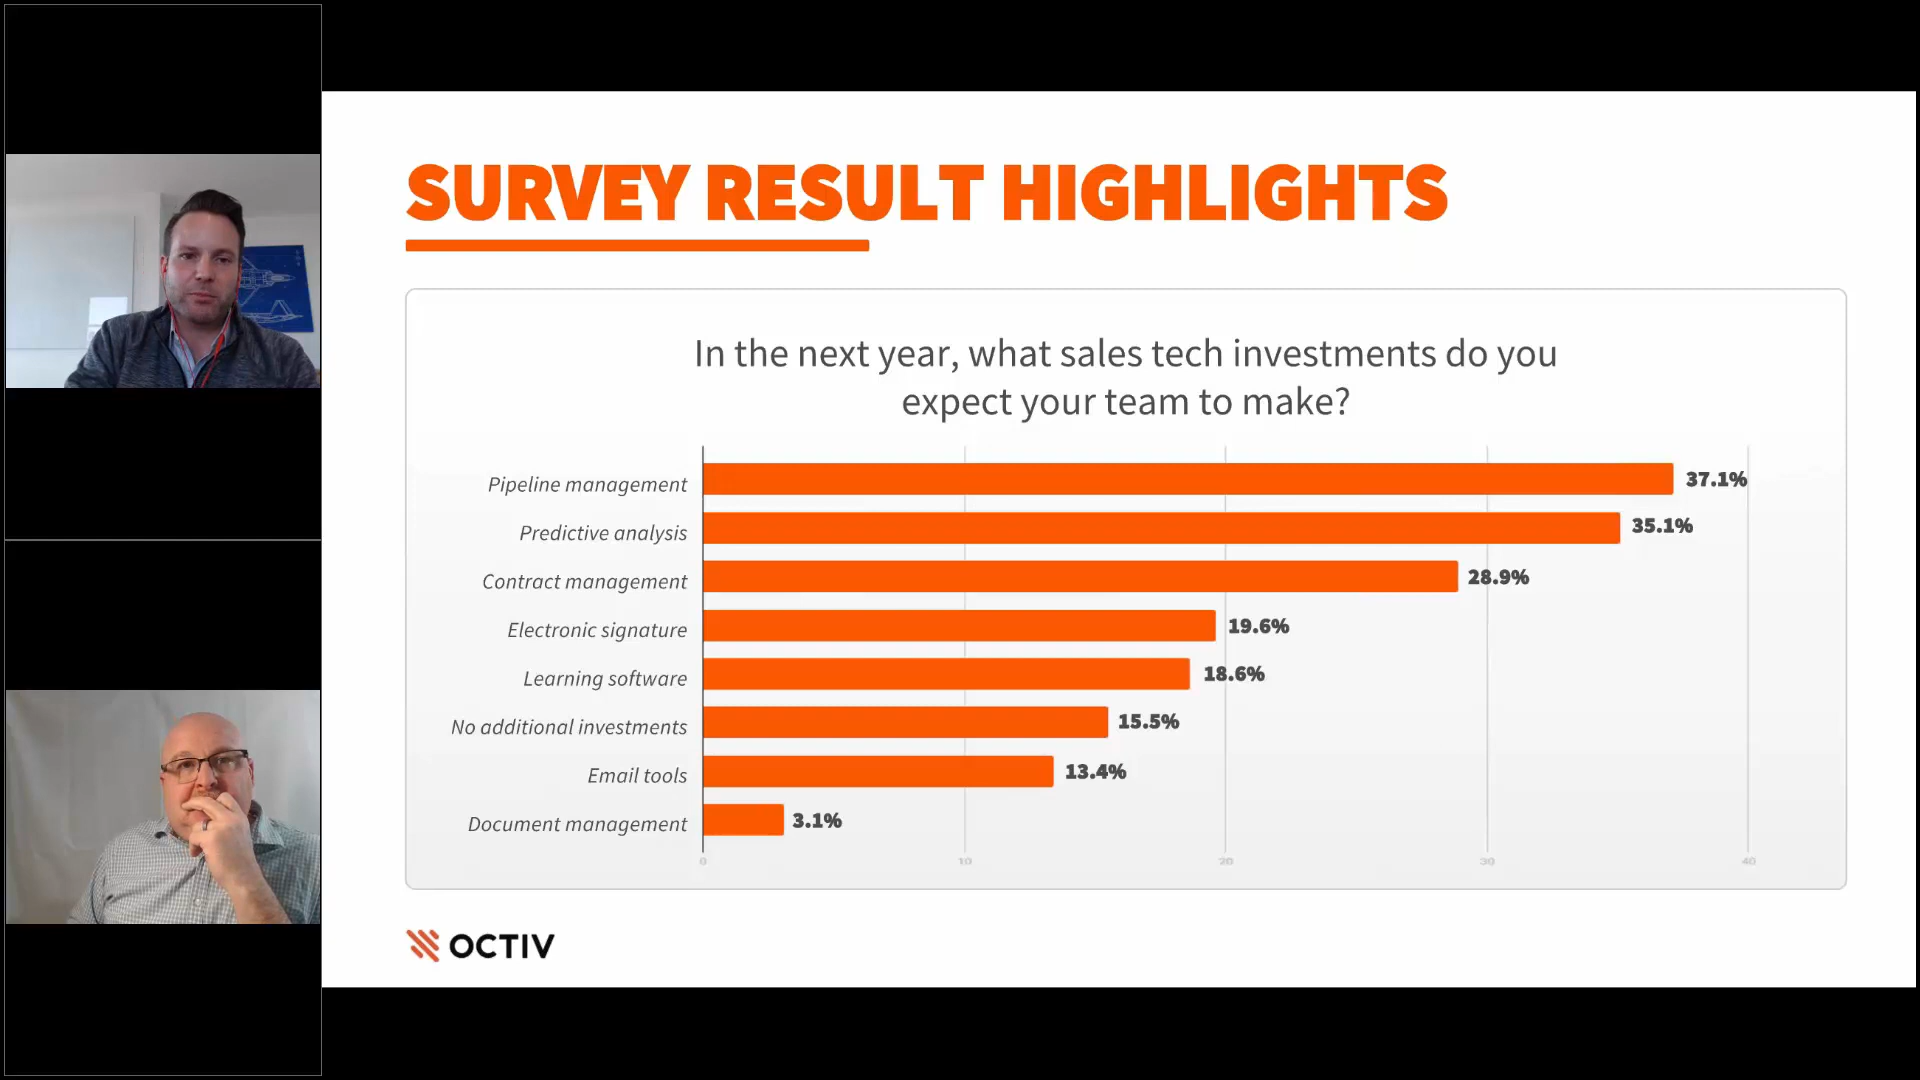 SURVEY RESULT HIGHLIGHTS
In the next year, what sales tech investments do you
expect your team to make?
Pipeline management 37.1%
Predictive analysis 35.1%
Contract management 28.9%
Electronic signature 19.6%
Learning software 18.6%
No additional investments 15.5%
Email tools 13.4%
Document management 3.1%
0 10 20 30 40
OCTIV